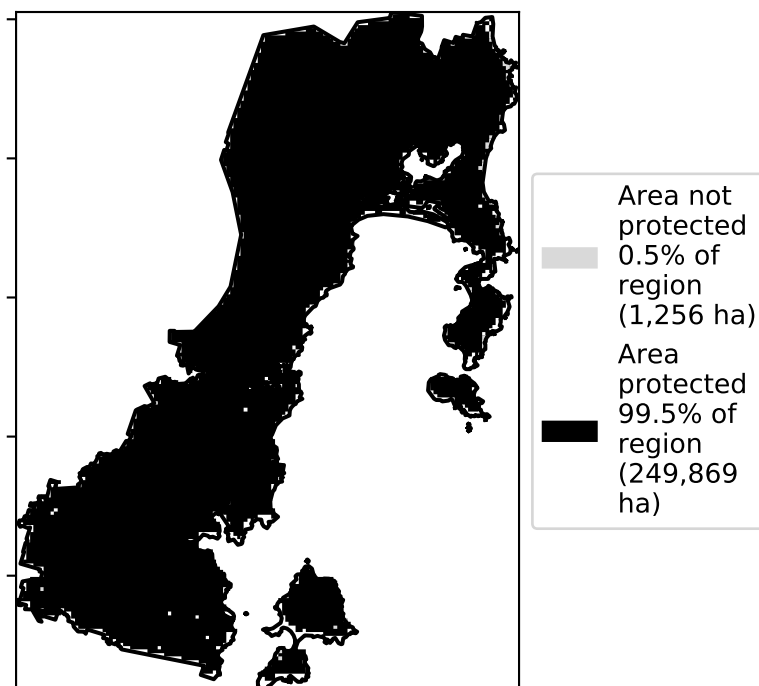 Area not
protected
0.5% of
region
(1,256 ha)
Area
protected
99.5% of
region
(249,869
ha)